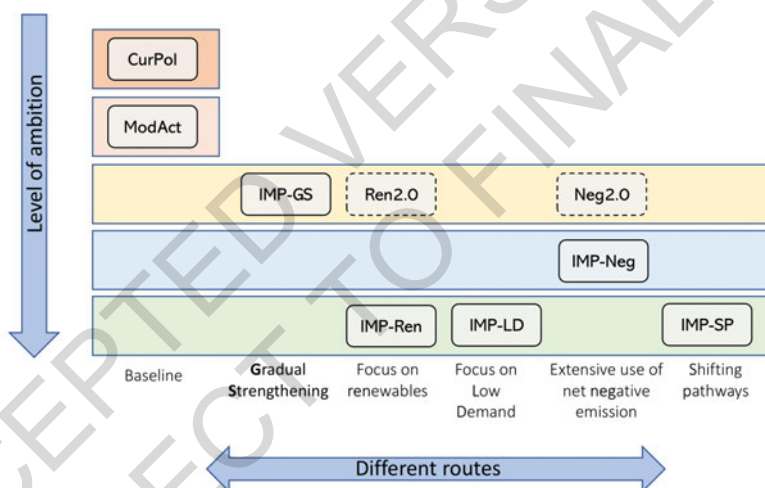 Level of ambition
CurPol
ModAct
IMP-GS
Ren2.0
Neg2.0
IMP-Neg
IMP-Ren
IMP-LD
IMP-SP
Baseline
Gradual
Strengthening
Focus on
renewables
Focus on
Low
Demand
Extensive use of
net negative
emission
Shifting
pathways
Different routes